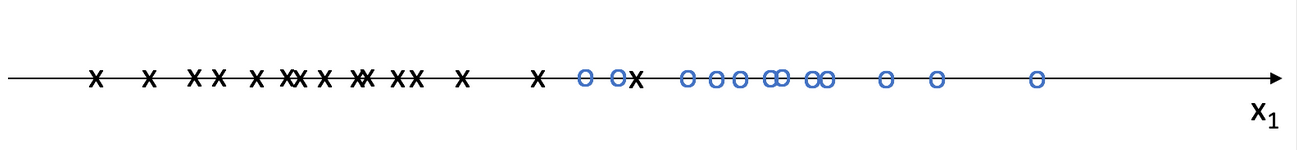 x x x x x x x x x x x x x x o o x o o o o o o o o o o
x₁